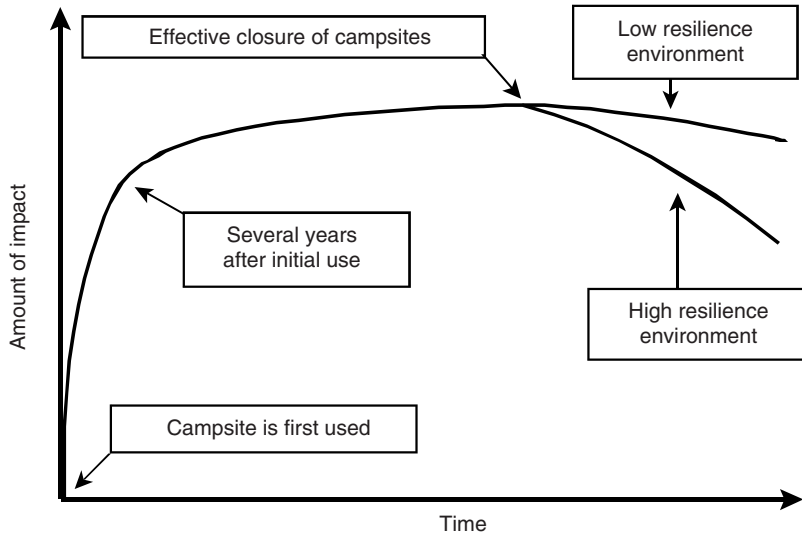 Effective closure of campsites
Low resilience
environment
Amount of impact
Several years
after initial use
High resilience
environment
Campsite is first used
Time